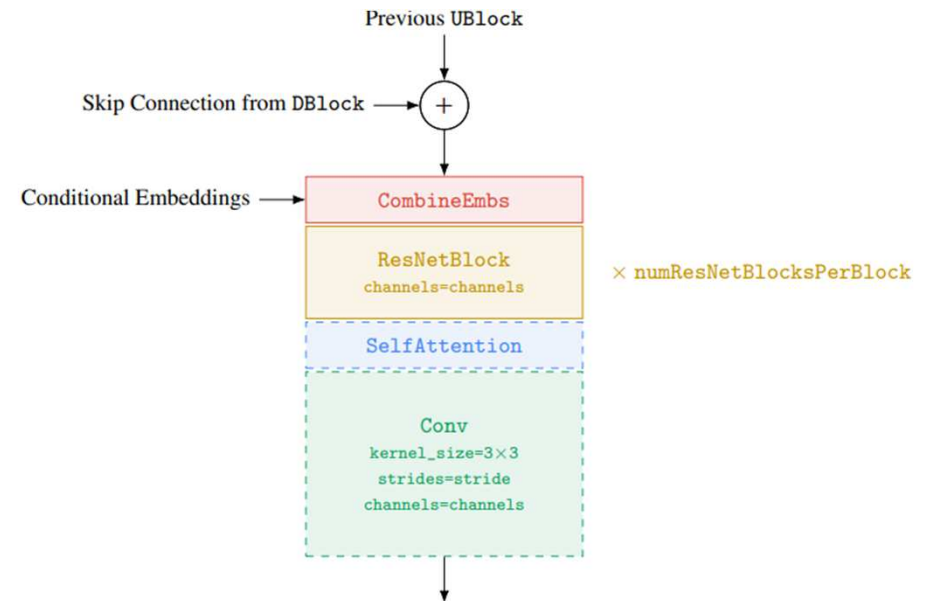 Previous UBlock
+
Skip Connection from DBlock
Conditional Embeddings
CombineEmbs
ResNetBlock
channels=channels
× numResNetBlocksPerBlock
SelfAttention
Conv
kernel_size=3×3
strides=stride
channels=channels